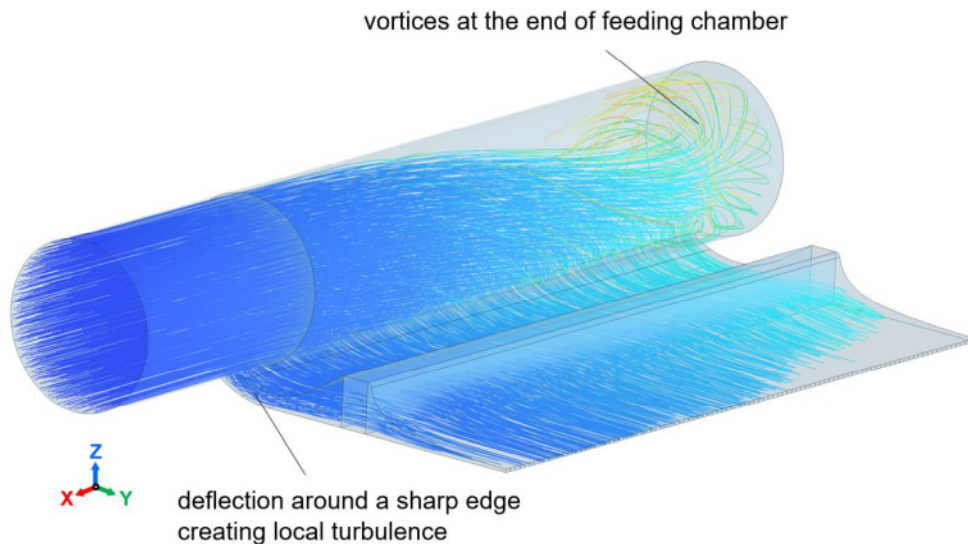 vortices at the end of feeding chamber
Z
X
Y
deflection around a sharp edge
creating local turbulence